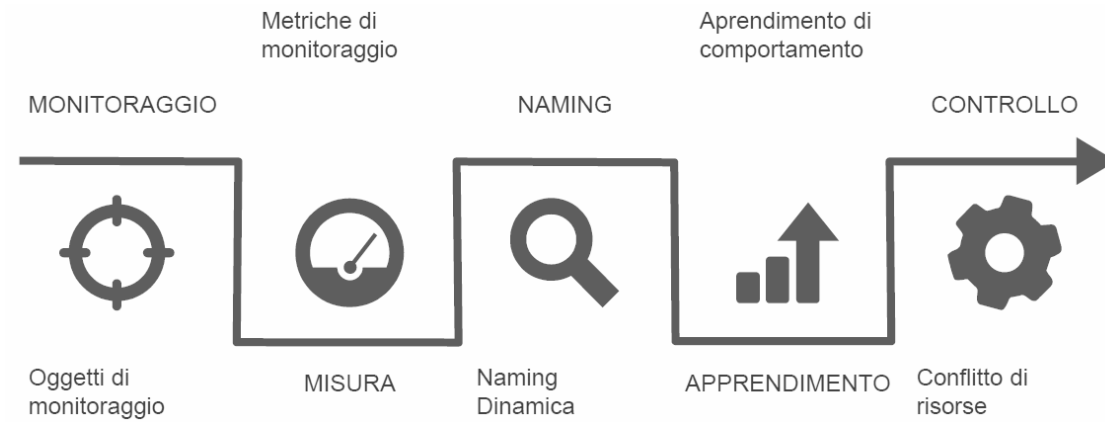 Metriche di
monitoraggio
Aprendimento di
comportamento
MONITORAGGIO
NAMING
CONTROLLO
Oggetti di
monitoraggio
MISURA
Naming
Dinamica
APPRENDIMENTO
Conflitto di
risorse